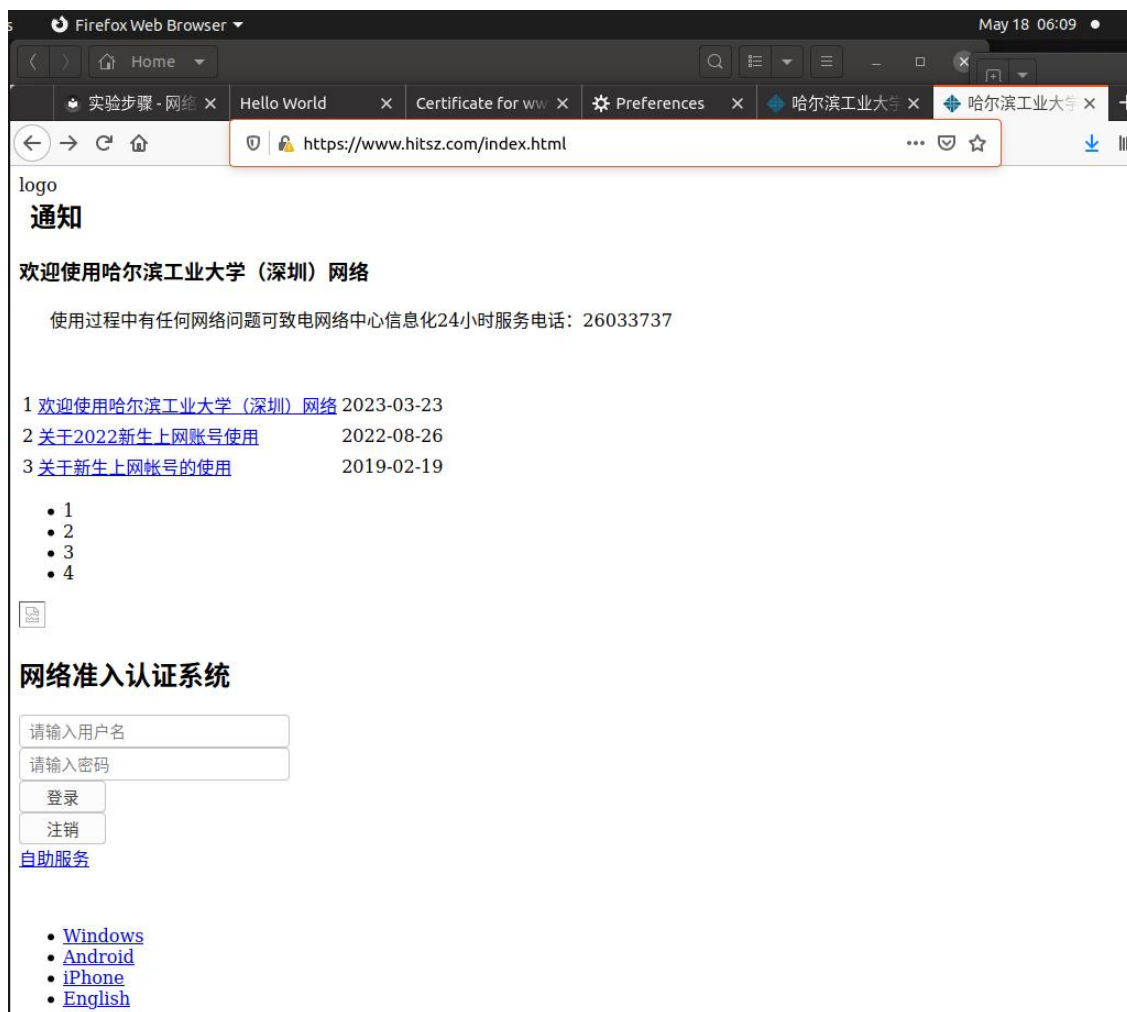 Firefox Web Browser
May 18 06:09
Home
实验步骤 - 网络
Hello World
Certificate for ww
Preferences
哈尔滨工业大学
哈尔滨工业大学
https://www.hitsz.com/index.html
logo
通知
欢迎使用哈尔滨工业大学（深圳）网络
使用过程中有任何网络问题可致电网络中心信息化24小时服务电话：26033737
1 欢迎使用哈尔滨工业大学（深圳）网络 2023-03-23
2 关于2022新生上网账号使用 2022-08-26
3 关于新生上网帐号的使用 2019-02-19
1
2
3
4
网络准入认证系统
请输入用户名
请输入密码
登录
注销
自助服务
Windows
Android
iPhone
English